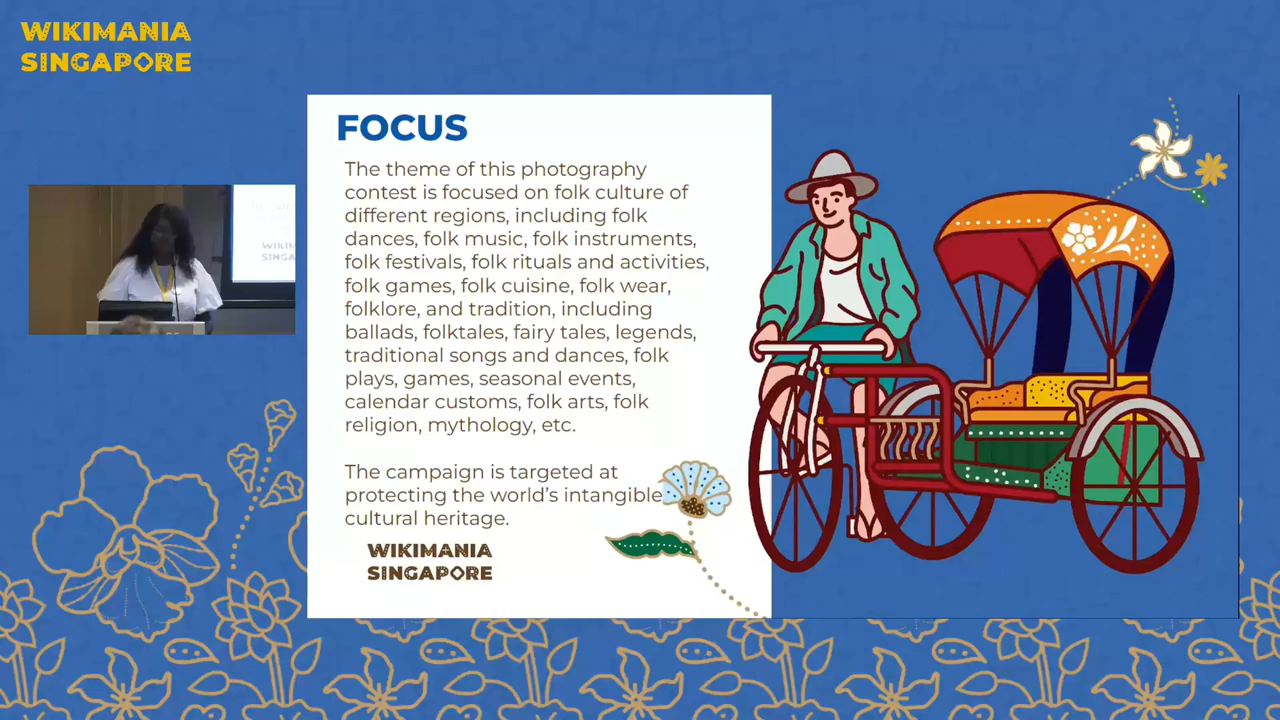 WIKIMANIA
SINGAPORE
FOCUS
The theme of this photography
contest is focused on folk culture of
different regions, including folk
dances, folk music, folk instruments,
folk festivals, folk rituals and activities,
folk games, folk cuisine, folk wear,
folklore, and tradition, including
ballads, folktales, fairy tales, legends,
traditional songs and dances, folk
plays, games, seasonal events,
calendar customs, folk arts, folk
religion, mythology, etc.
The campaign is targeted at
protecting the world's intangible
cultural heritage.
WIKIMANIA
SINGAPORE
WIKIM
SINGA